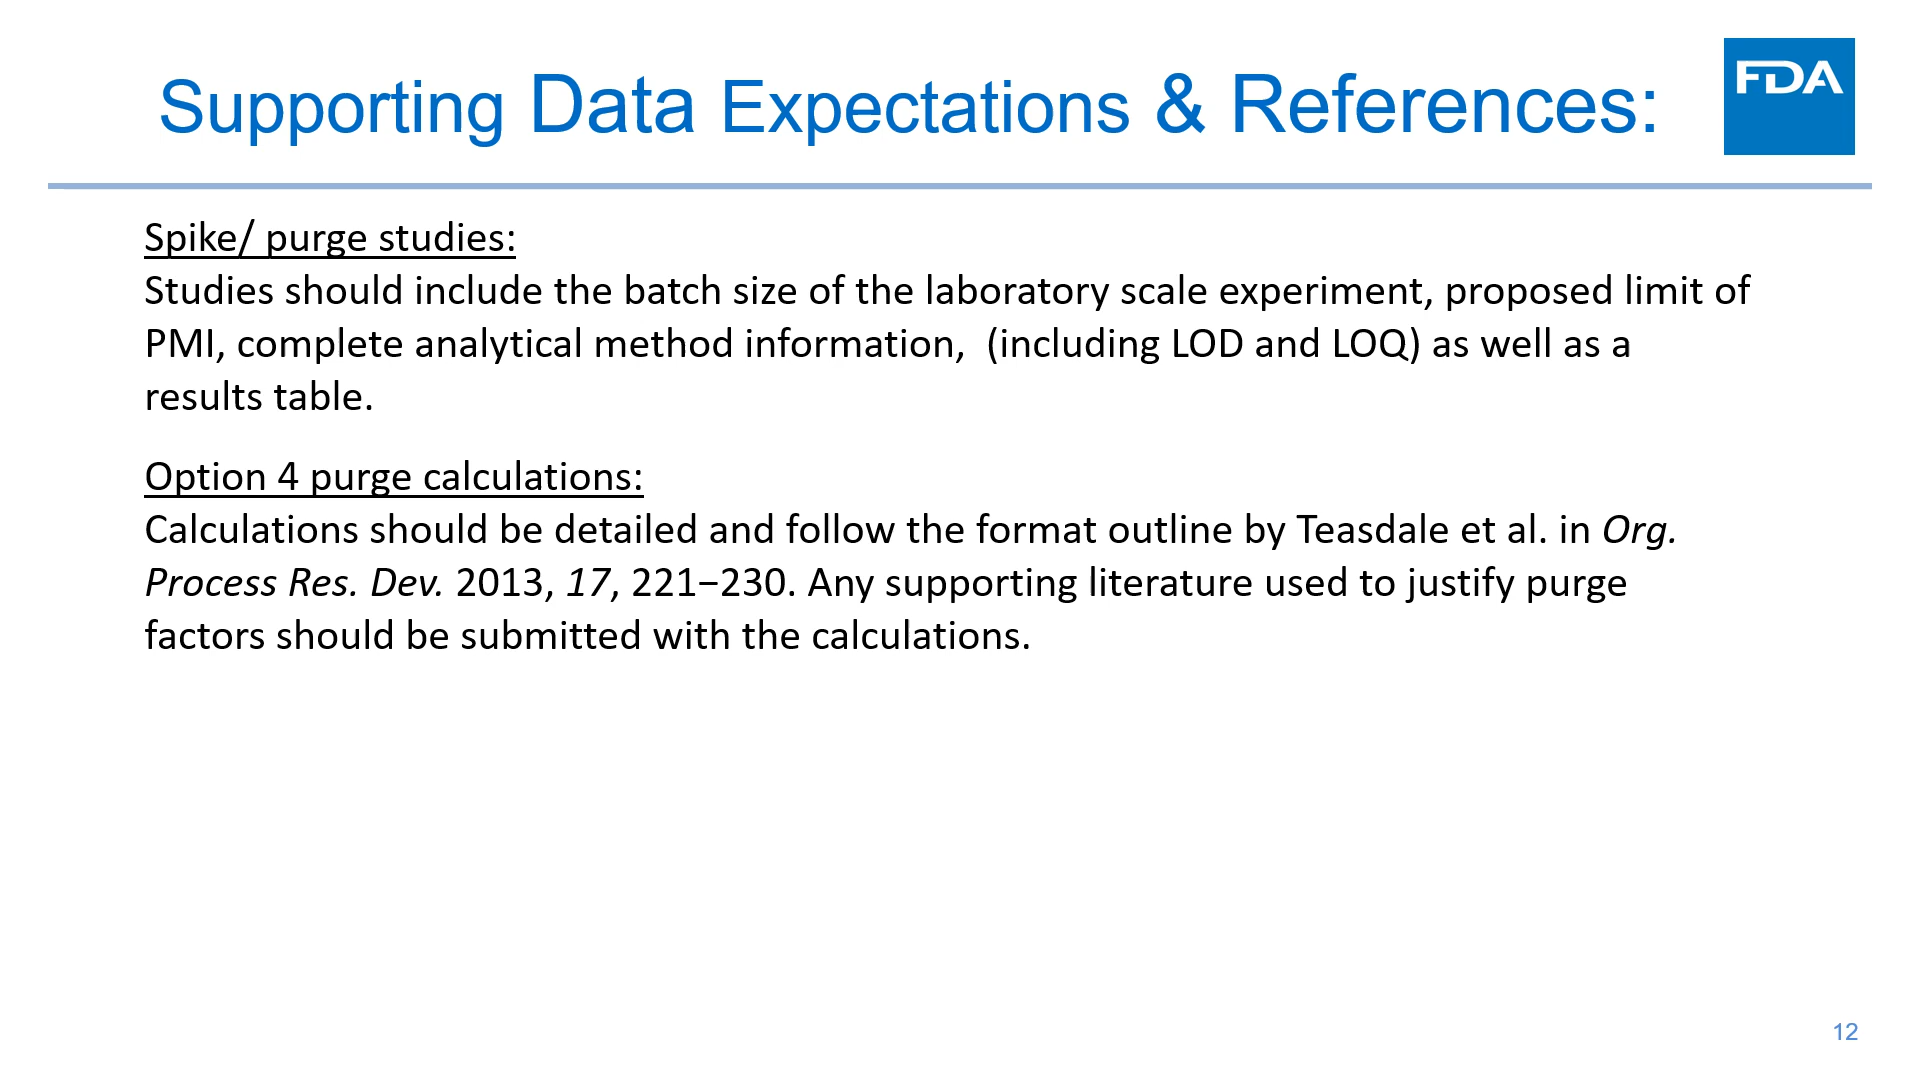 Supporting Data Expectations & References:
FDA
Spike/ purge studies:
Studies should include the batch size of the laboratory scale experiment, proposed limit of
PMI, complete analytical method information,  (including LOD and LOQ) as well as a
results table.
Option 4 purge calculations:
Calculations should be detailed and follow the format outline by Teasdale et al. in Org.
Process Res. Dev. 2013, 17, 221−230. Any supporting literature used to justify purge
factors should be submitted with the calculations.
12